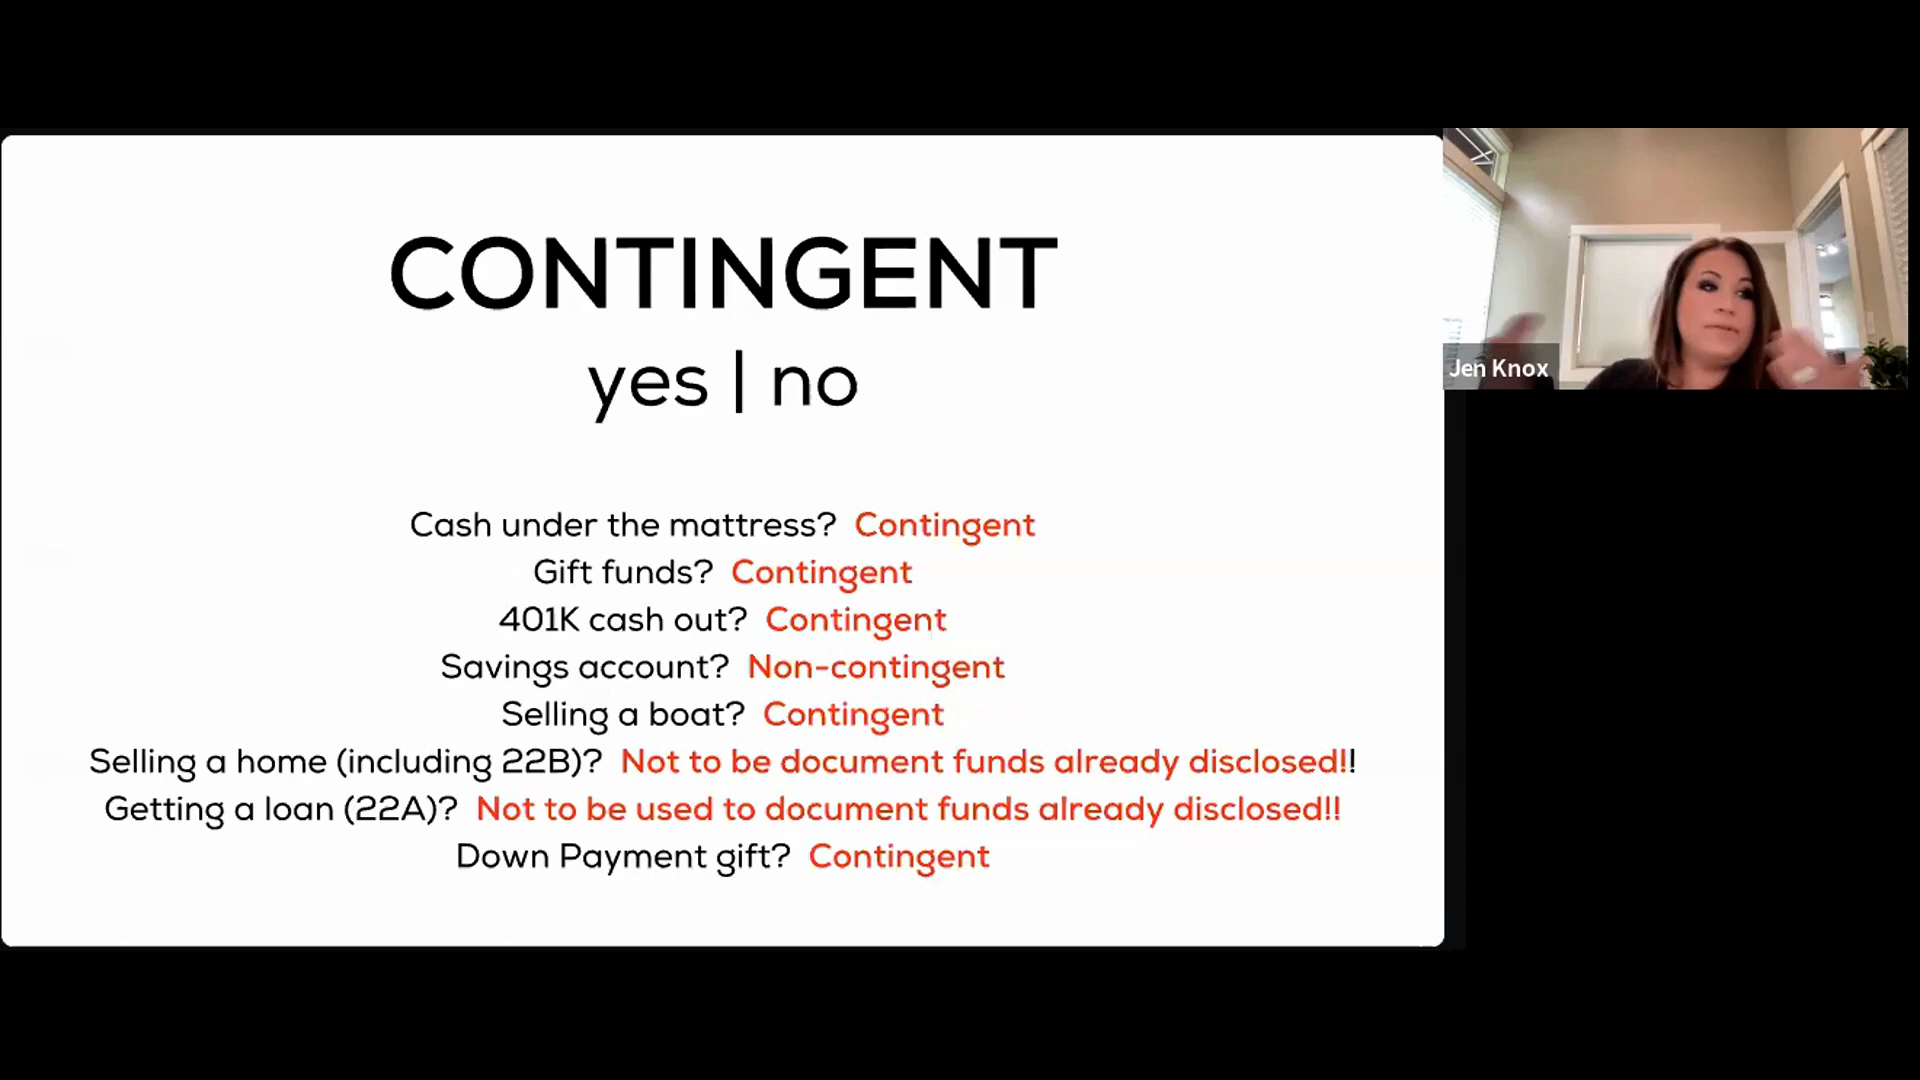 CONTINGENT
yes | no
Cash under the mattress? Contingent
Gift funds? Contingent
401K cash out? Contingent
Savings account? Non-contingent
Selling a boat? Contingent
Selling a home (including 22B)? Not to be document funds already disclosed!!
Getting a loan (22A)? Not to be used to document funds already disclosed!!
Down Payment gift? Contingent
Jen Knox